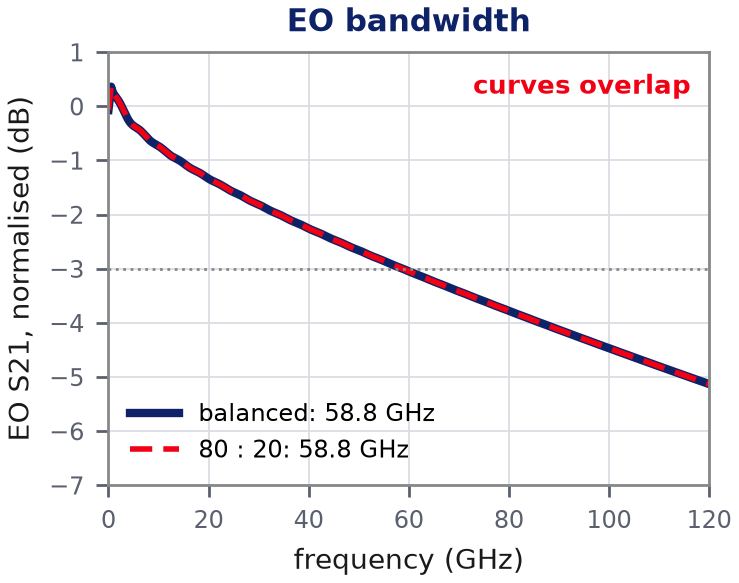 EO bandwidth
curves overlap
EO S21, normalised (dB)
1
0
−1
−2
−3
−4
−5
−6
−7
balanced: 58.8 GHz
80 : 20: 58.8 GHz
0 20 40 60 80 100 120
frequency (GHz)